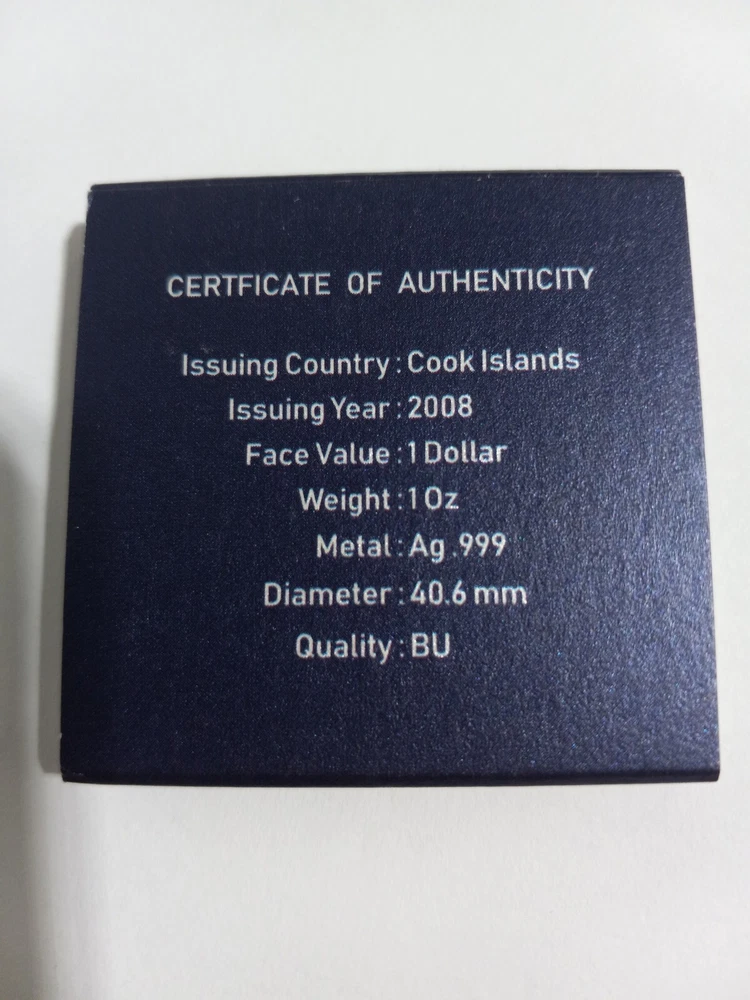 CERTFICATE OF AUTHENTICITY
Issuing Country : Cook Islands
Issuing Year : 2008
Face Value : 1 Dollar
Weight : 1 Oz
Metal : Ag .999
Diameter : 40.6 mm
Quality : BU